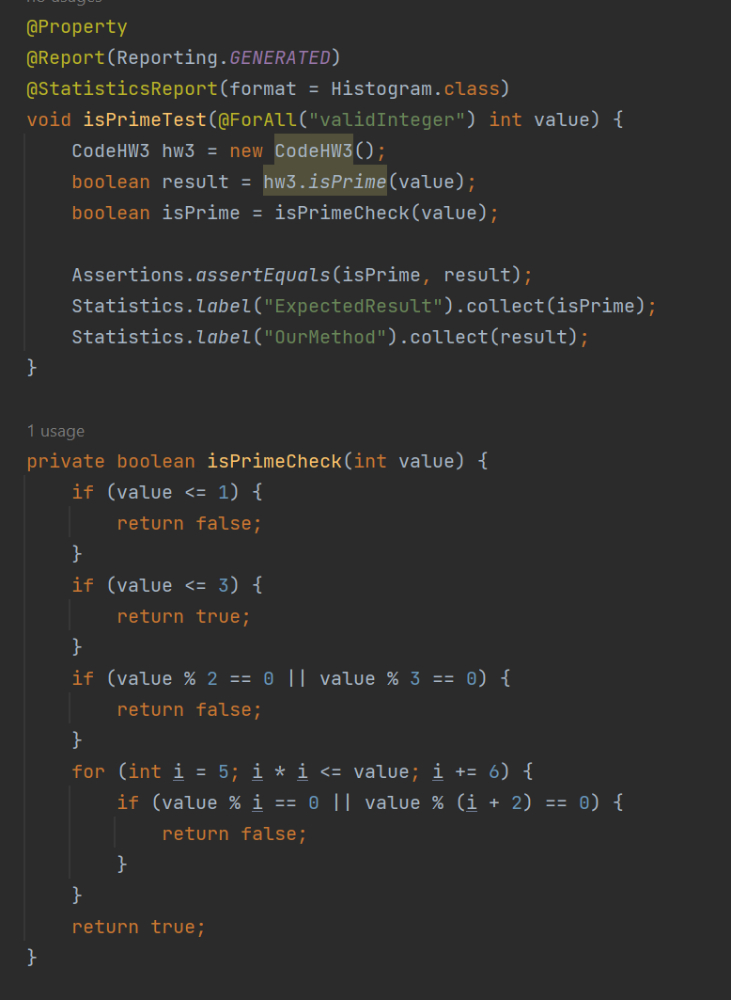 no usages
@Property
@Report(Reporting.GENERATED)
@StatisticsReport(format = Histogram.class)
void isPrimeTest(@ForAll("validInteger") int value) {
    CodeHW3 hw3 = new CodeHW3();
    boolean result = hw3.isPrime(value);
    boolean isPrime = isPrimeCheck(value);

    Assertions.assertEquals(isPrime, result);
    Statistics.label("ExpectedResult").collect(isPrime);
    Statistics.label("OurMethod").collect(result);
}

1 usage
private boolean isPrimeCheck(int value) {
    if (value <= 1) {
        return false;
    }
    if (value <= 3) {
        return true;
    }
    if (value % 2 == 0 || value % 3 == 0) {
        return false;
    }
    for (int i = 5; i * i <= value; i += 6) {
        if (value % i == 0 || value % (i + 2) == 0) {
            return false;
        }
    }
    return true;
}